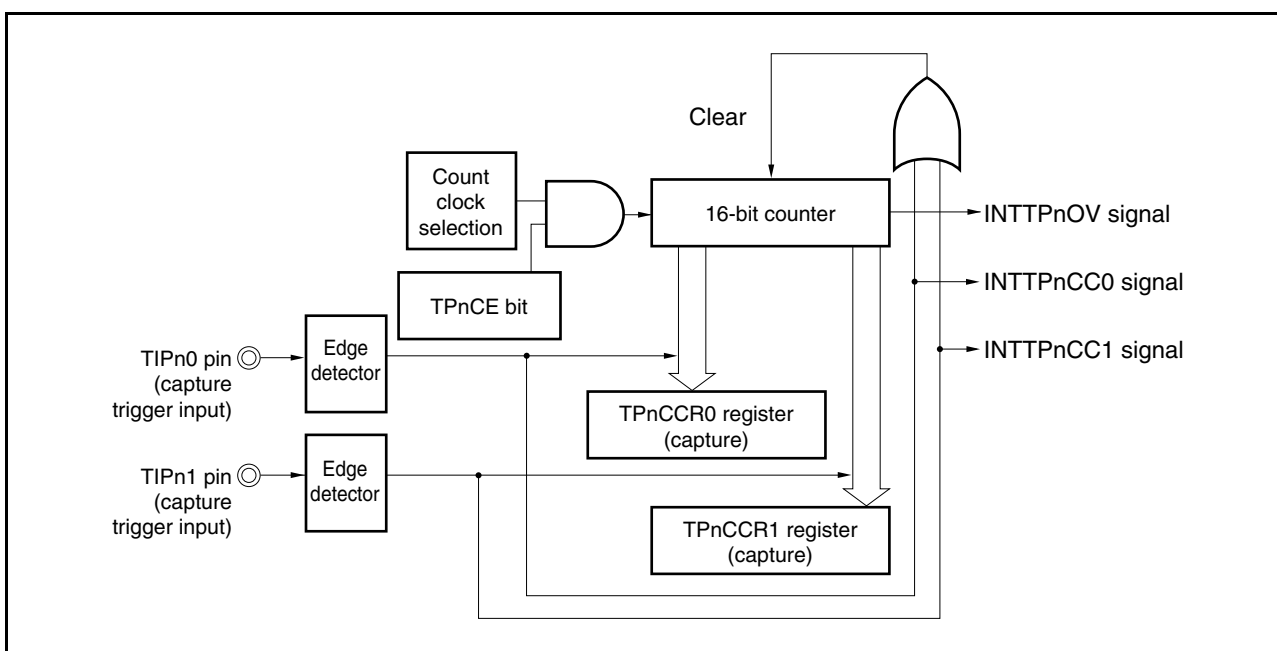 Clear
Count
clock
selection
16-bit counter
INTTPnOV signal
TPnCE bit
INTTPnCC0 signal
INTTPnCC1 signal
TIPn0 pin
(capture
trigger input)
Edge
detector
TPnCCR0 register
(capture)
TIPn1 pin
(capture
trigger input)
Edge
detector
TPnCCR1 register
(capture)